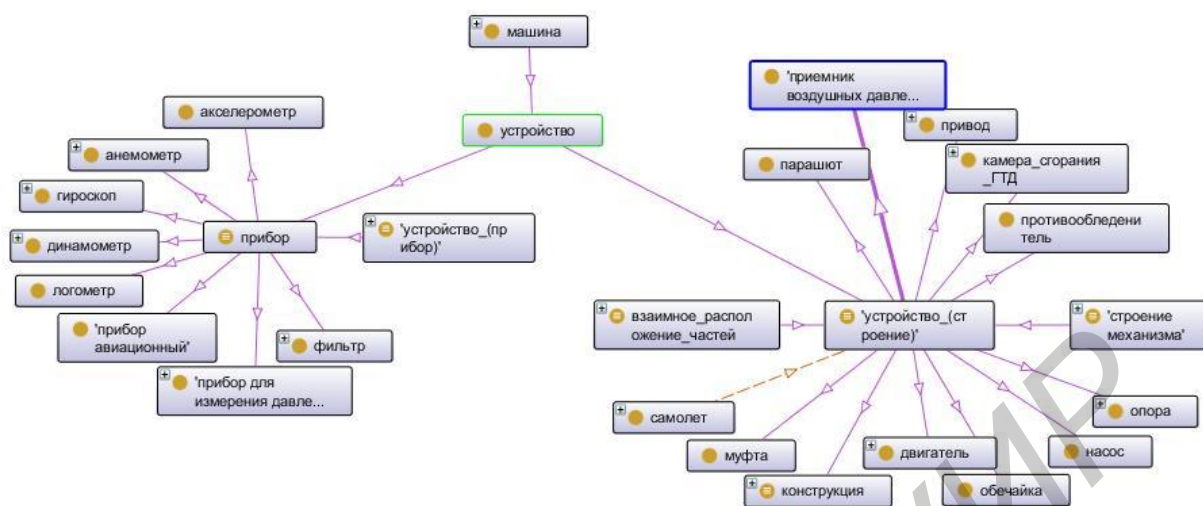 машина
'приемник
воздушных давле...
акселерометр
устройство
привод
анемометр
парашют
камера_сгорания
_ГТД
гироскоп
'устройство_(пр
ибор)'
противообледени
тель
прибор
динамометр
логометр
взаимное_распол
ожение_частей
'устройство_(ст
роение)'
'строение
механизма'
'прибор
авиационный'
фильтр
'прибор для
измерения давле...
самолет
опора
муфта
двигатель
насос
конструкция
обечайка